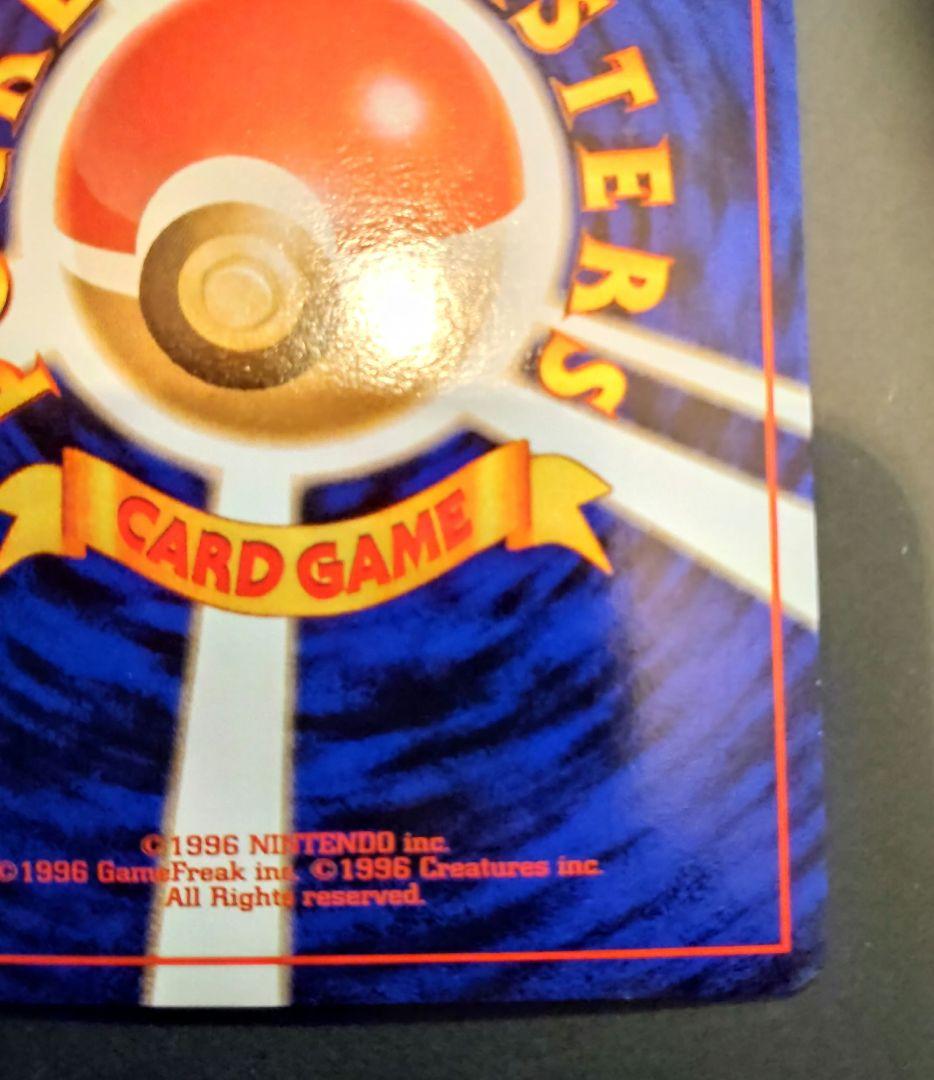 STERS
CARD GAME
©1996 NINTENDO inc.
©1996 GameFreak inc. ©1996 Creatures inc.
All Rights reserved.